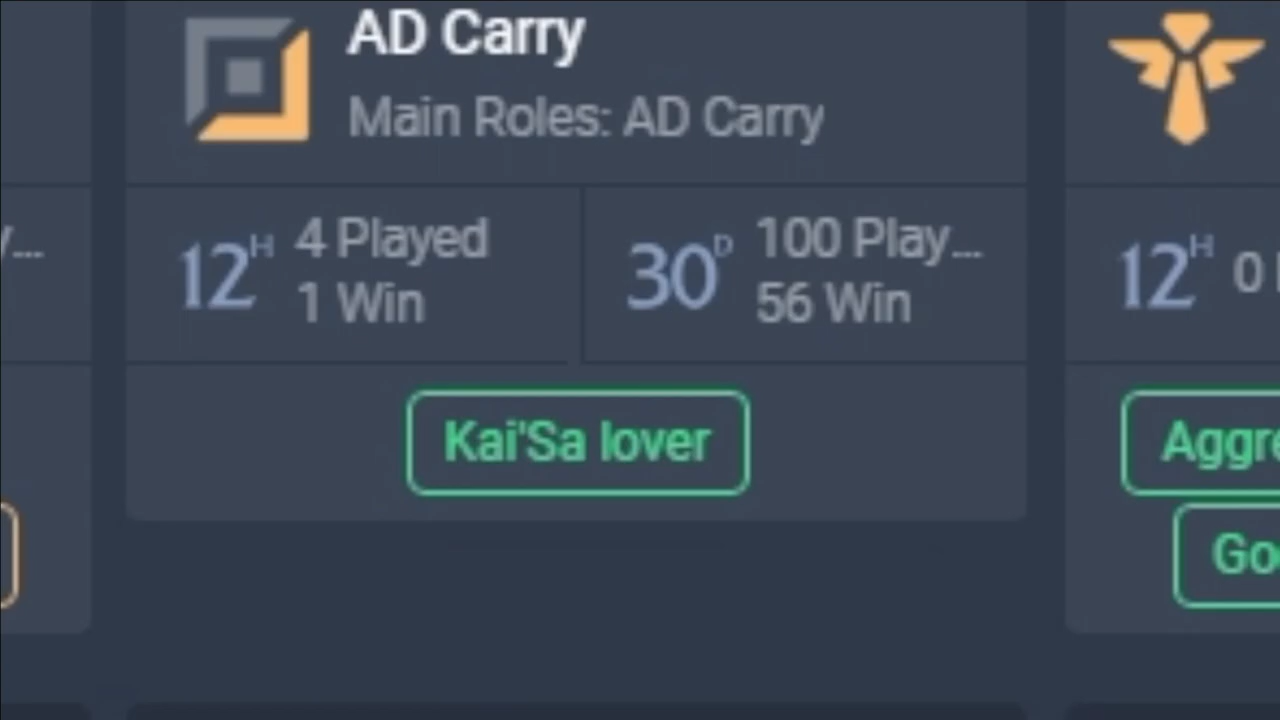 AD Carry
Main Roles: AD Carry
12H
4 Played
1 Win
30D
100 Play...
56 Win
Kai'Sa lover
12H
0